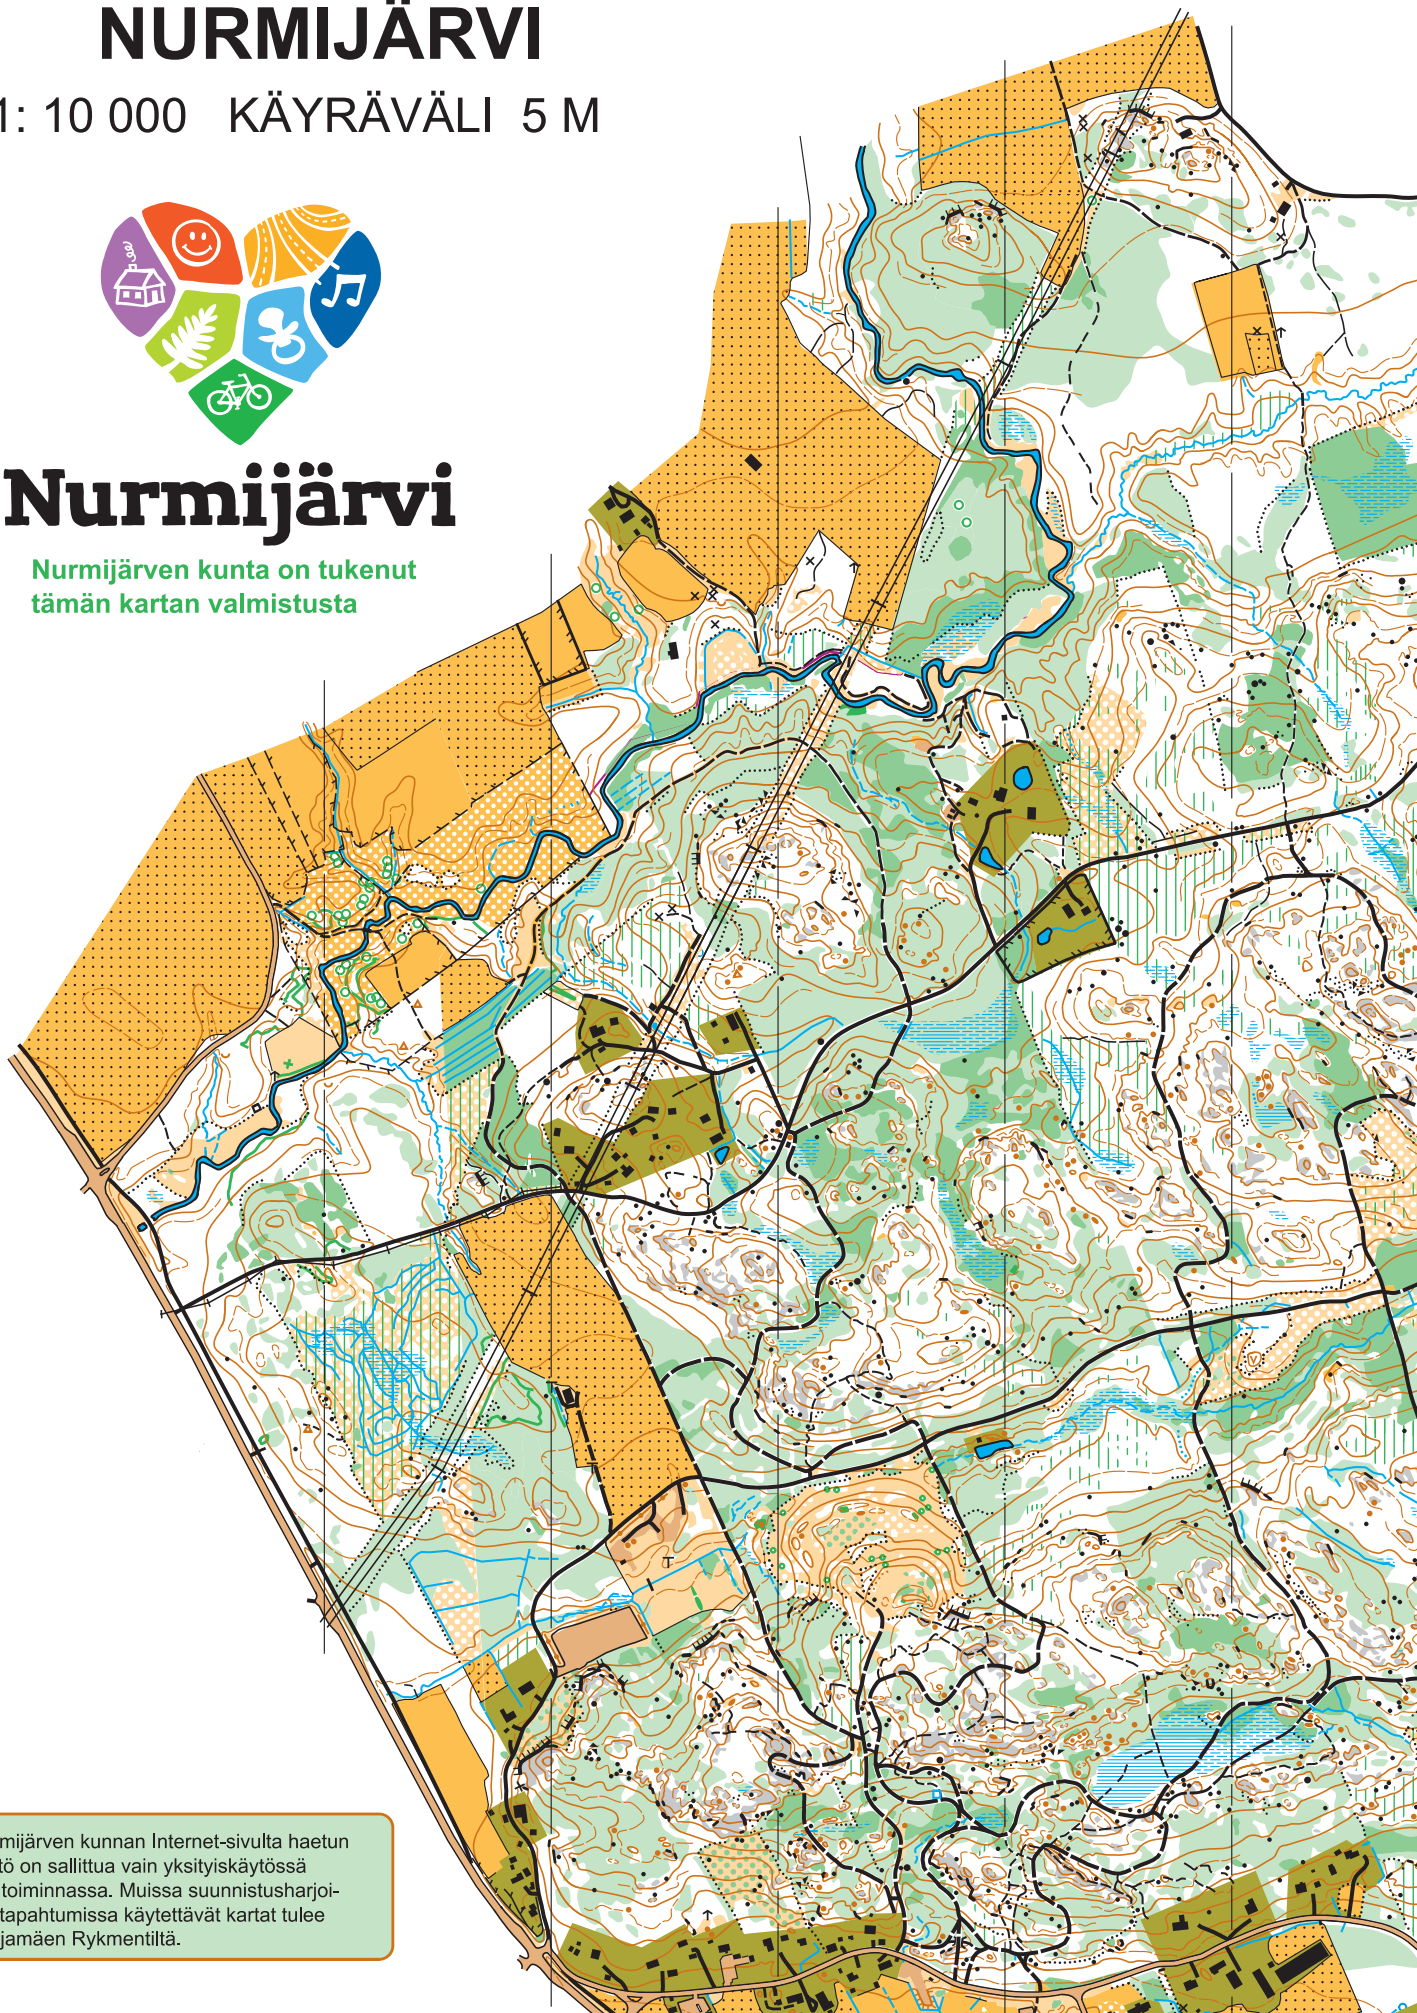 NURMIJÄRVI
1: 10 000 KÄYRÄVÄLI 5 M
Nurmijärvi
Nurmijärven kunta on tukenut
tämän kartan valmistusta
mijärven kunnan Internet-sivulta haetun
tö on sallittua vain yksityiskäytössä
toiminnassa. Muissa suunnistusharjoi-
tapahtumissa käytettävät kartat tulee
jamäen Rykmentiltä.